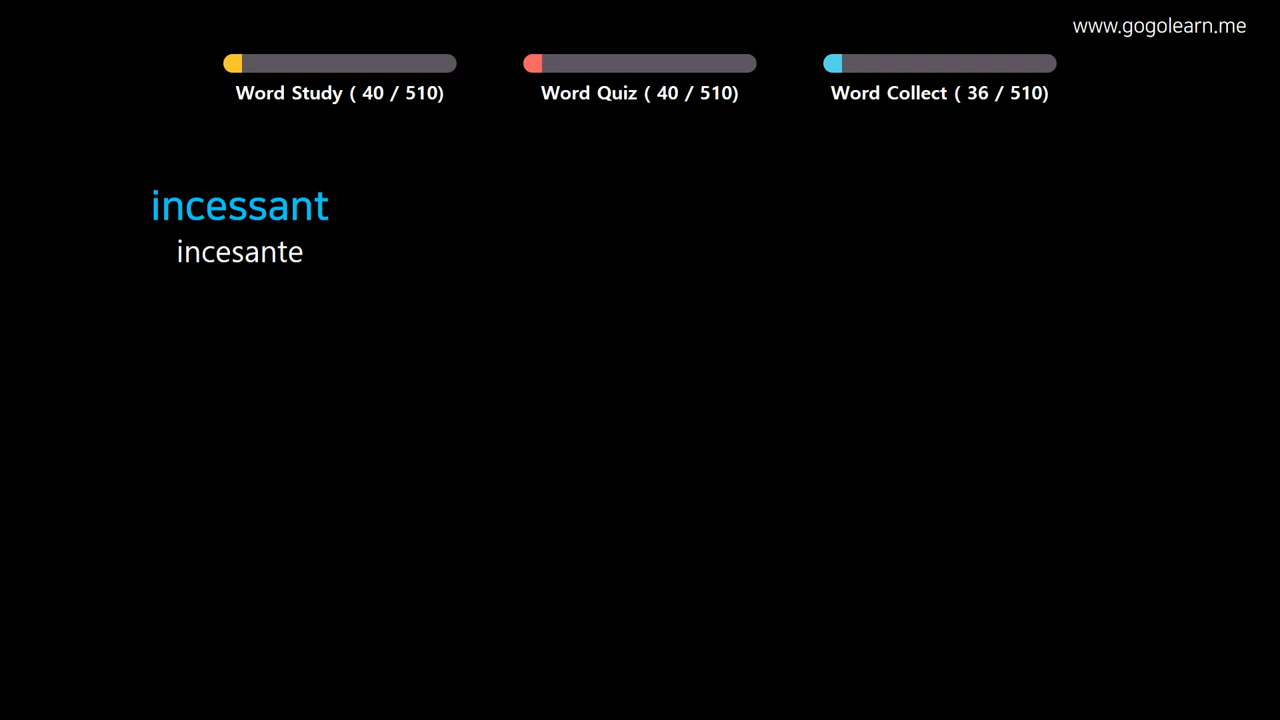 www.gogolearn.me
Word Study ( 40 / 510)
Word Quiz ( 40 / 510)
Word Collect ( 36 / 510)
incessant
incesante